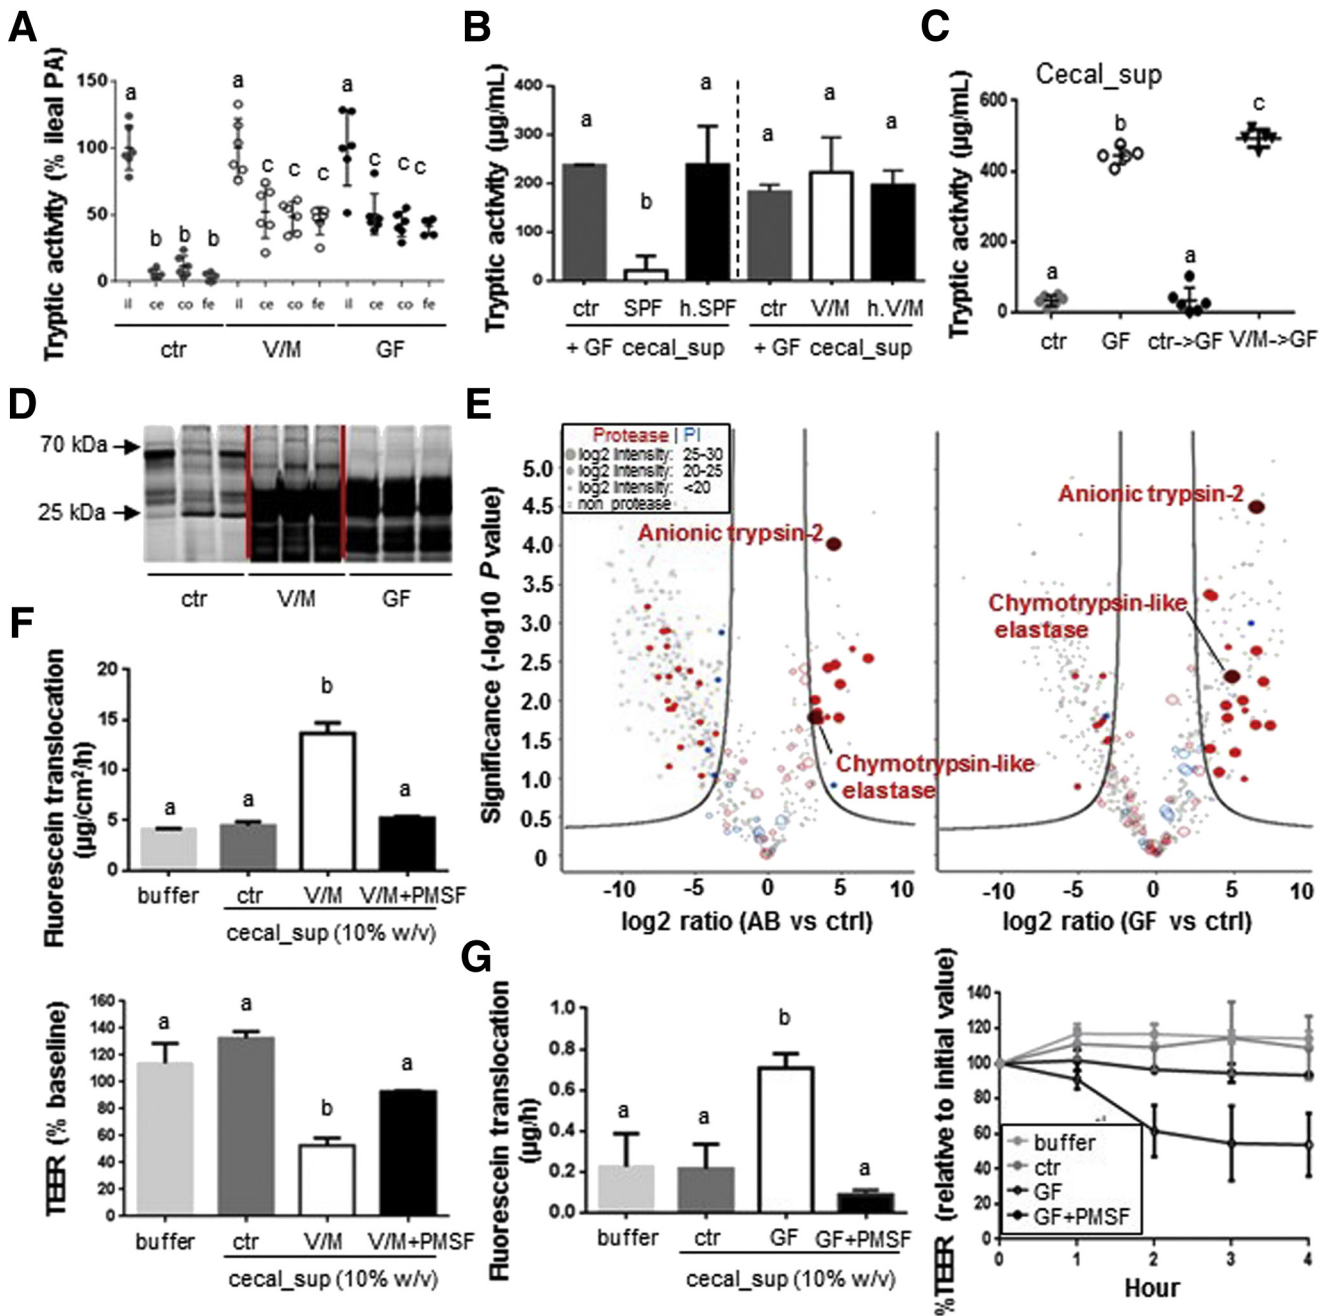 A
Tryptic activity (% ileal PA)
150
100
50
0
a
b
b
b
a
c
c
c
a
c
c
c
il
ce
co
fe
il
ce
co
fe
il
ce
co
fe
ctr
V/M
GF
B
Tryptic activity (µg/mL)
400
300
200
100
0
a
b
a
a
a
a
ctr
SPF
h.SPF
ctr
V/M
h.V/M
+ GF cecal_sup
+ GF cecal_sup
C
Cecal_sup
Tryptic activity (µg/mL)
600
400
200
0
a
b
a
c
ctr
GF
ctr->GF
V/M->GF
D
70 kDa
25 kDa
ctr
V/M
GF
E
Significance (-log10 P value)
5.0
4.5
4.0
3.5
3.0
2.5
2.0
1.5
1.0
0.5
0
Protease | PI
log2 Intensity: 25-30
log2 Intensity: 20-25
log2 Intensity: <20
non protease
Anionic trypsin-2
Chymotrypsin-like
elastase
-10
-5
0
5
10
log2 ratio (AB vs ctrl)
Anionic trypsin-2
Chymotrypsin-like
elastase
-10
-5
0
5
10
log2 ratio (GF vs ctrl)
F
Fluorescein translocation
(µg/cm²/h)
20
15
10
5
0
a
a
b
a
buffer
ctr
V/M
V/M+PMSF
cecal_sup (10% w/v)
TEER (% baseline)
160
140
120
100
80
60
40
20
0
a
a
b
a
buffer
ctr
V/M
V/M+PMSF
cecal_sup (10% w/v)
G
Fluorescein translocation
(µg/h)
1.0
0.8
0.6
0.4
0.2
0.0
a
a
b
a
buffer
ctr
GF
GF+PMSF
cecal_sup (10% w/v)
%TEER (relative to initial value)
140
120
100
80
60
40
20
0
buffer
ctr
GF
GF+PMSF
0
1
2
3
4
Hour